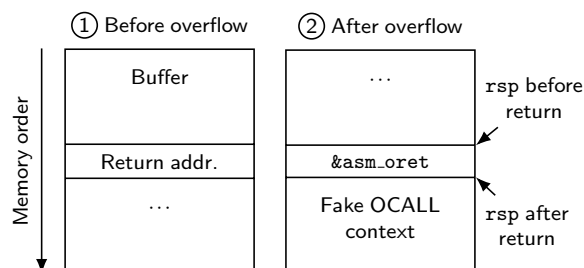 ① Before overflow
② After overflow
Memory order
Buffer
Return addr.
...
...
&asm_oret
Fake OCALL
context
rsp before
return
rsp after
return